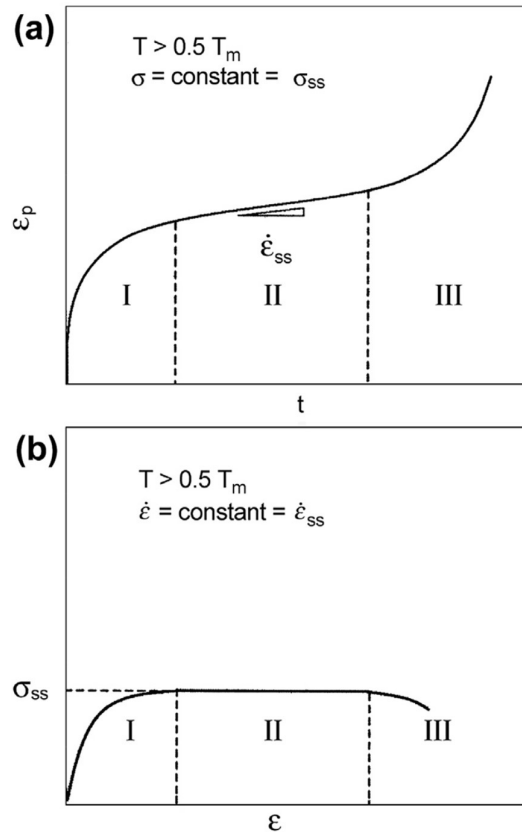 (a)
T > 0.5 Tₘ
σ = constant = σss
εp
ε̇ss
I
II
III
t
(b)
T > 0.5 Tₘ
ε̇ = constant = ε̇ss
σss
I
II
III
ε